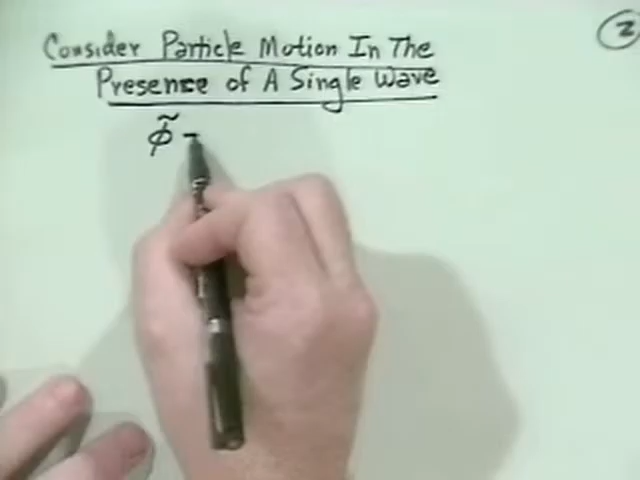 2
Consider Particle Motion In The
Presence of A Single Wave
ϕ̃ -